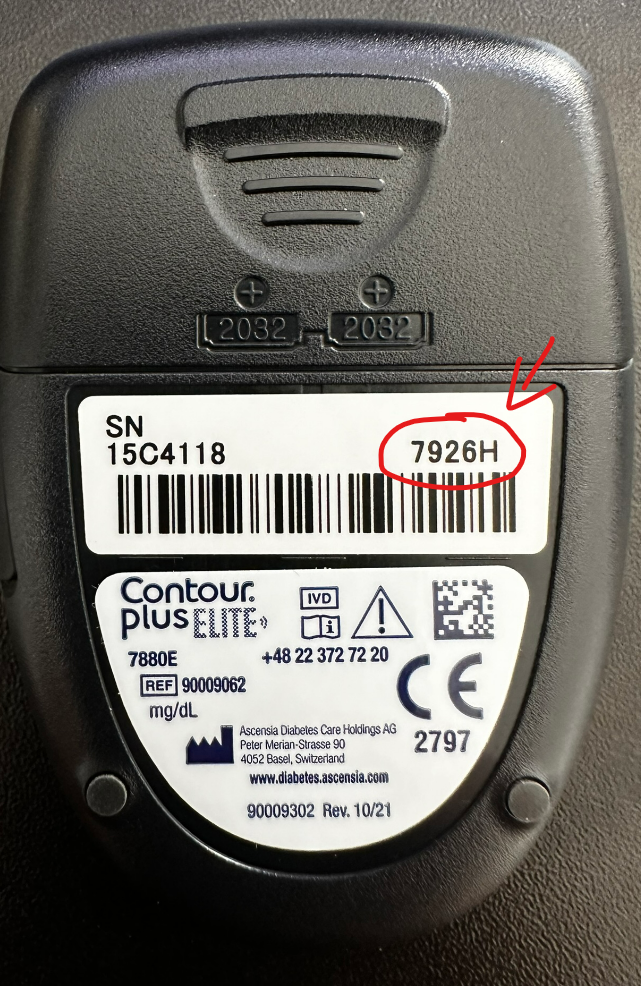 2032 2032
SN
15C4118 7926H
Contour
plus ELITE
IVD
7880E +48 22 372 72 20
REF 90009062
mg/dL
CE
2797
Ascensia Diabetes Care Holdings AG
Peter Merian-Strasse 90
4052 Basel, Switzerland
www.diabetes.ascensia.com
90009302 Rev. 10/21